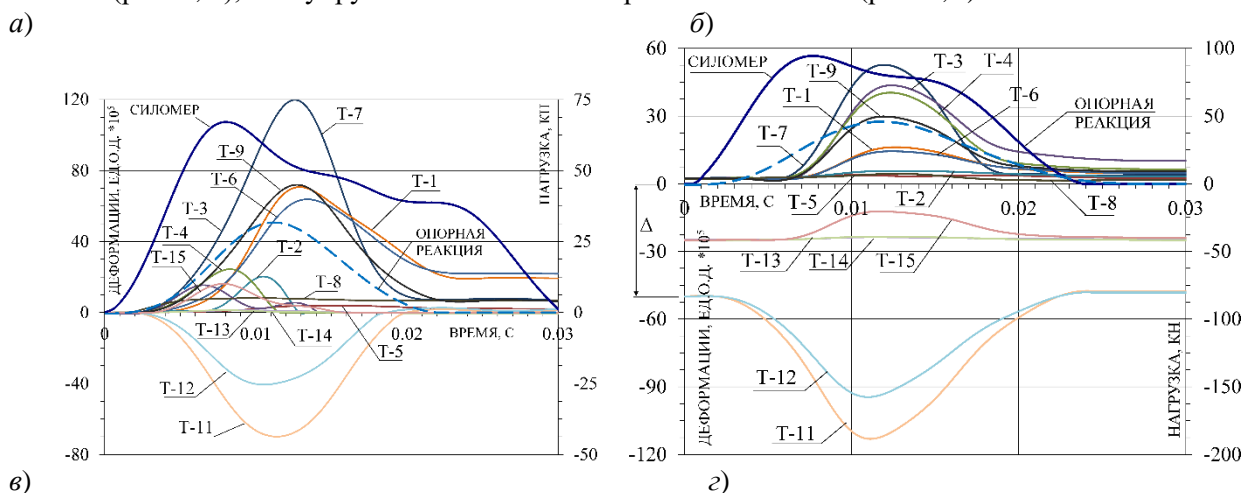 а)
б)
120
80
40
0
-40
-80
75
50
25
0
-25
-50
0
0.01
0.02
0.03
ДЕФОРМАЦИИ, ЕД.О.Д. *10⁵
НАГРУЗКА, КП
ВРЕМЯ, С
СИЛОМЕР
Т-7
Т-9
Т-6
Т-1
Т-3
Т-4
Т-15
Т-2
ОПОРНАЯ
РЕАКЦИЯ
Т-8
Т-13
Т-14
Т-5
Т-12
Т-11
60
30
0
-30
-60
-90
-120
100
50
0
-50
-100
-150
-200
0
0.01
0.02
0.03
СИЛОМЕР
Т-9
Т-3
Т-4
Т-1
Т-6
ОПОРНАЯ
РЕАКЦИЯ
Т-7
ВРЕМЯ, С
Т-5
Т-2
Т-8
Δ
Т-13
Т-14
Т-15
Т-12
Т-11
ДЕФОРМАЦИИ, ЕД.О.Д. *10⁵
НАГРУЗКА, КН
в)
г)